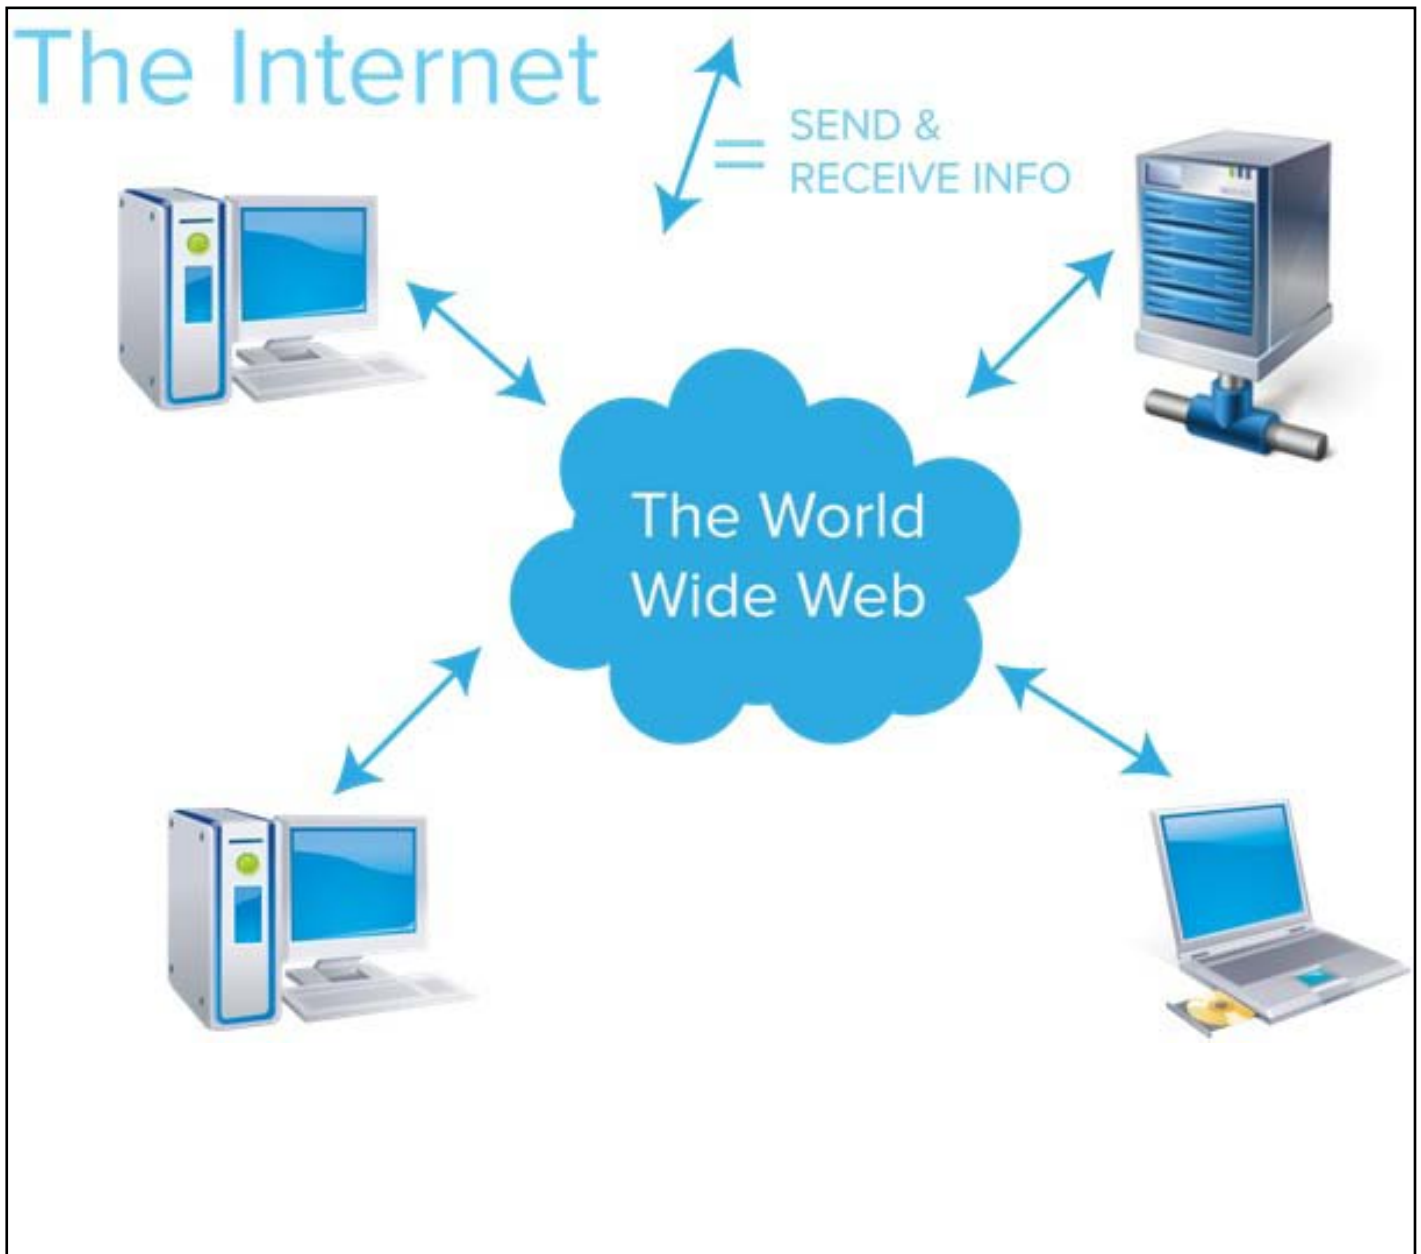 The Internet
=
SEND &
RECEIVE INFO
The World
Wide Web